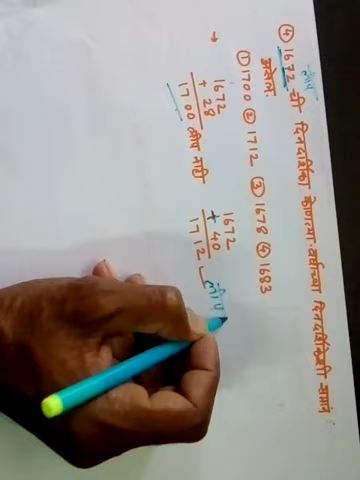 लीप
④ 1672 ची दिनदर्शिका कोणत्या वर्षाच्या दिनदर्शिकेशी समान
असेल.
① 1700 ② 1712 ③ 1678 ④ 1683
→ 1672
+ 28
1700 लीप नाही
1672
+ 40
1712 लीप